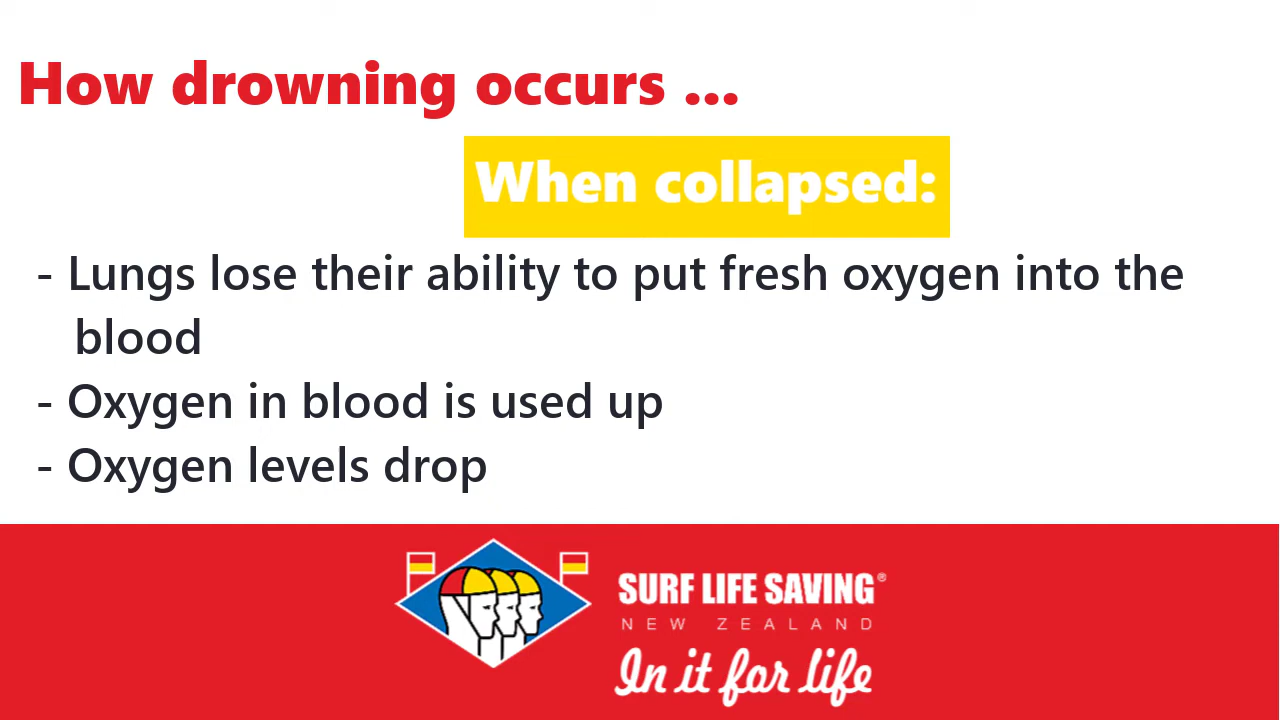 How drowning occurs ...
When collapsed:
- Lungs lose their ability to put fresh oxygen into the
blood
- Oxygen in blood is used up
- Oxygen levels drop
SURF LIFE SAVING®
NEW ZEALAND
In it for life